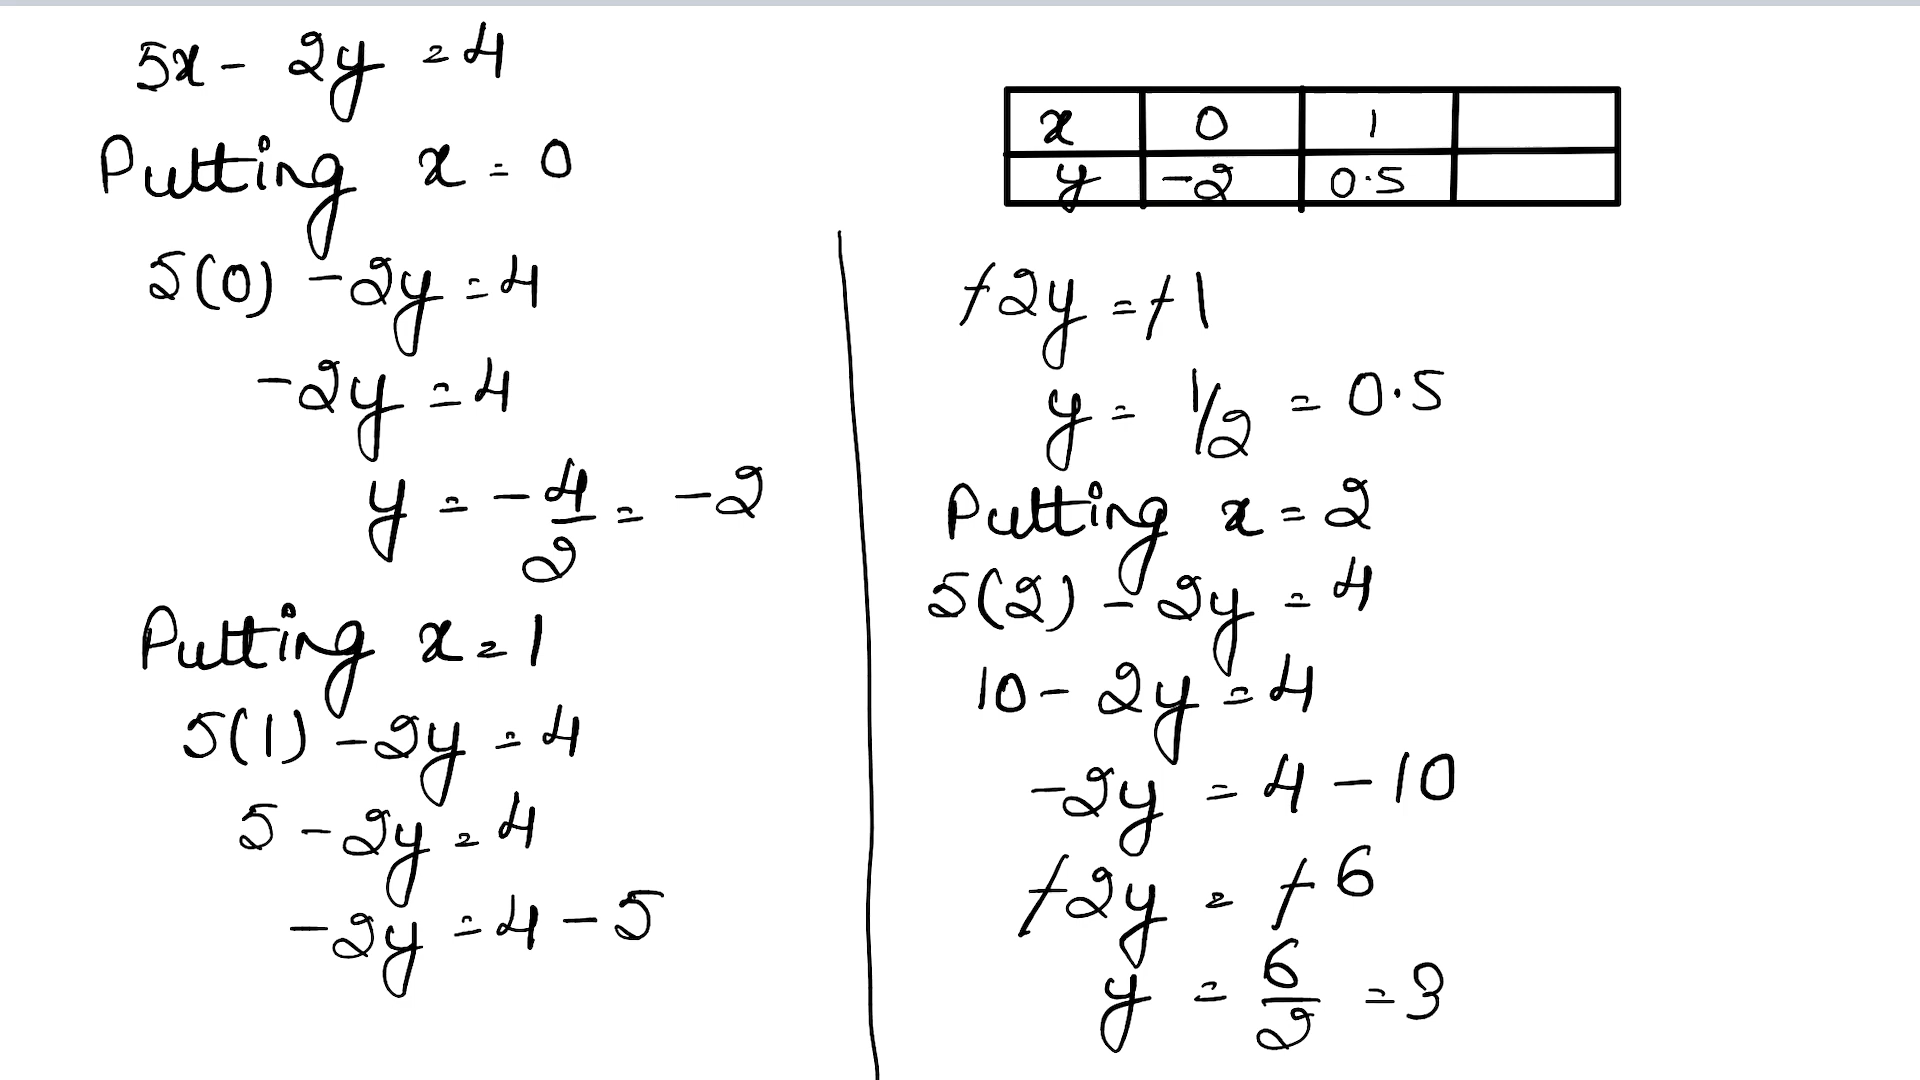 5x - 2y = 4
Putting x = 0
5(0) - 2y = 4
-2y = 4
y = -4/2 = -2
Putting x = 1
5(1) - 2y = 4
5 - 2y = 4
-2y = 4 - 5
x 0 1
y -2 0.5
-2y = -1
y = 1/2 = 0.5
Putting x = 2
5(2) - 2y = 4
10 - 2y = 4
-2y = 4 - 10
-2y = -6
y = 6/2 = 3